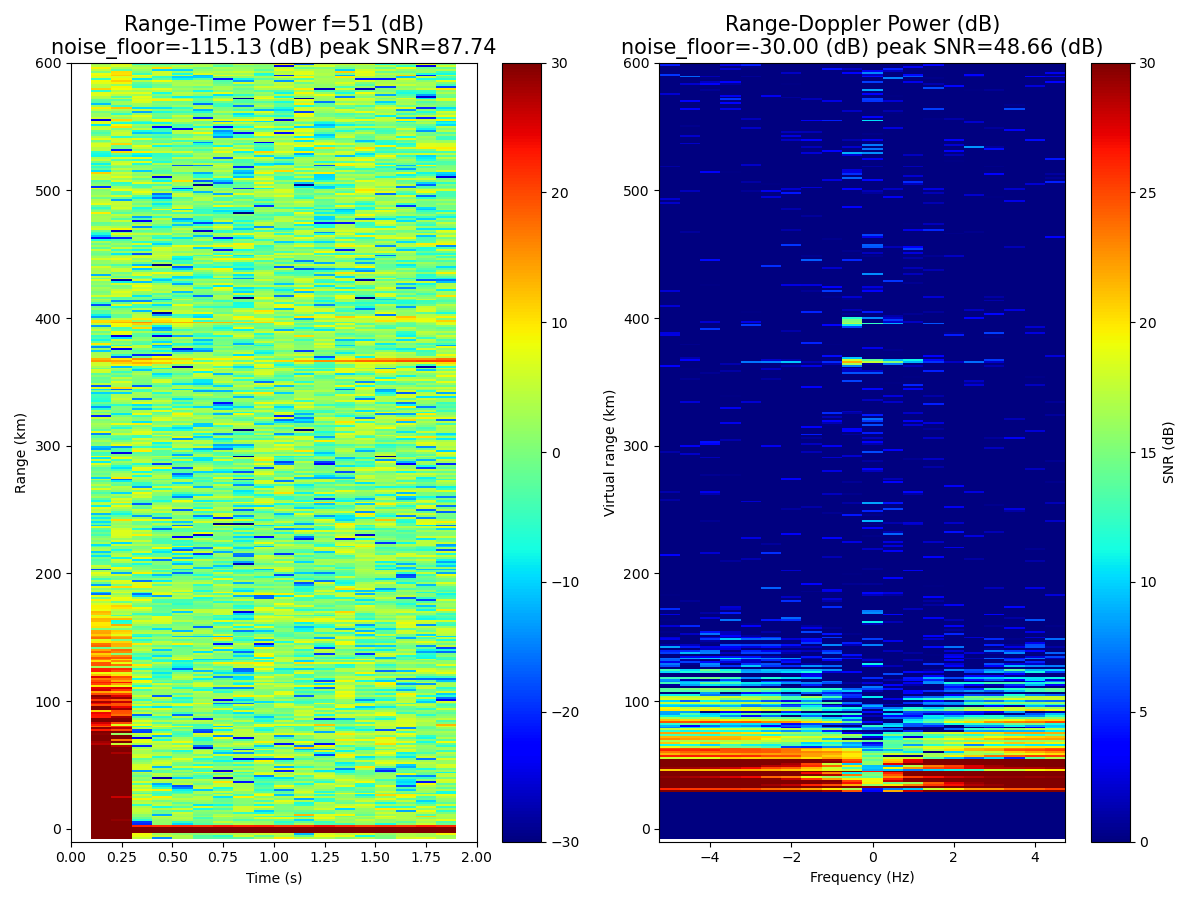 Range-Time Power f=51 (dB)
noise_floor=-115.13 (dB) peak SNR=87.74
Range-Doppler Power (dB)
noise_floor=-30.00 (dB) peak SNR=48.66 (dB)
600
500
400
300
200
100
0
Range (km)
0.00 0.25 0.50 0.75 1.00 1.25 1.50 1.75 2.00
Time (s)
30
20
10
0
−10
−20
−30
600
500
400
300
200
100
0
Virtual range (km)
−4 −2 0 2 4
Frequency (Hz)
30
25
20
15
10
5
0
SNR (dB)